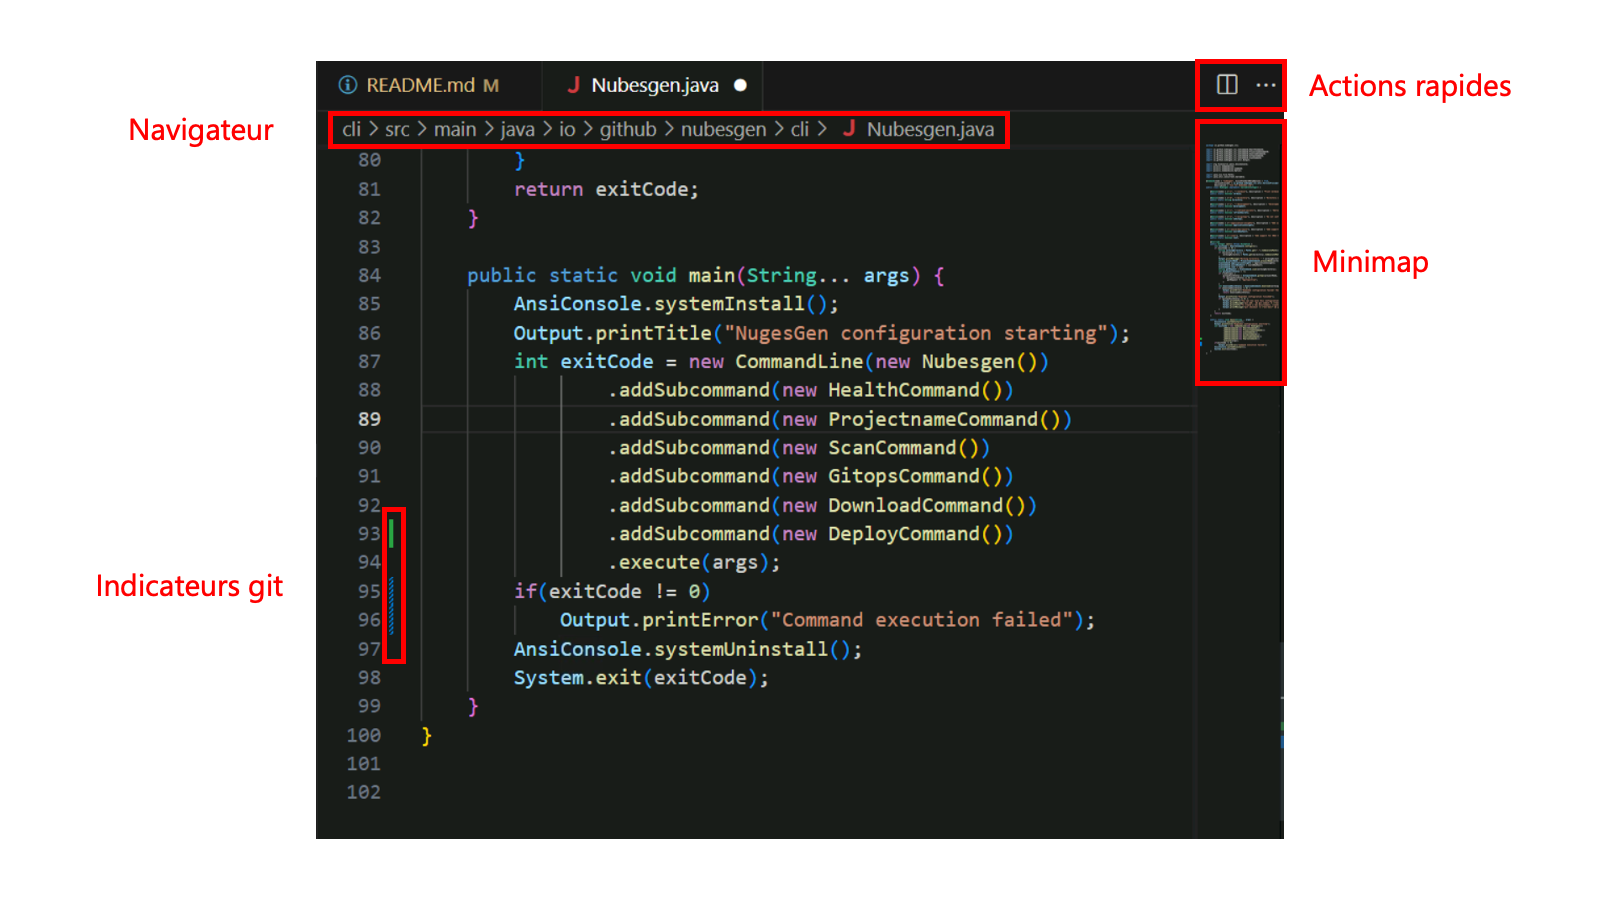 README.md M
Nubesgen.java
Actions rapides
Navigateur
cli > src > main > java > io > github > nubesgen > cli > J Nubesgen.java
80 }
81 return exitCode;
82 }
83
84 public static void main(String... args) {
85 AnsiConsole.systemInstall();
86 Output.printTitle("NugesGen configuration starting");
87 int exitCode = new CommandLine(new Nubesgen())
88 .addSubcommand(new HealthCommand())
89 .addSubcommand(new ProjectnameCommand())
90 .addSubcommand(new ScanCommand())
91 .addSubcommand(new GitopsCommand())
92 .addSubcommand(new DownloadCommand())
93 .addSubcommand(new DeployCommand())
94 .execute(args);
95 if(exitCode != 0)
96 Output.printError("Command execution failed");
97 AnsiConsole.systemUninstall();
98 System.exit(exitCode);
99 }
100 }
101
102
Minimap
Indicateurs git